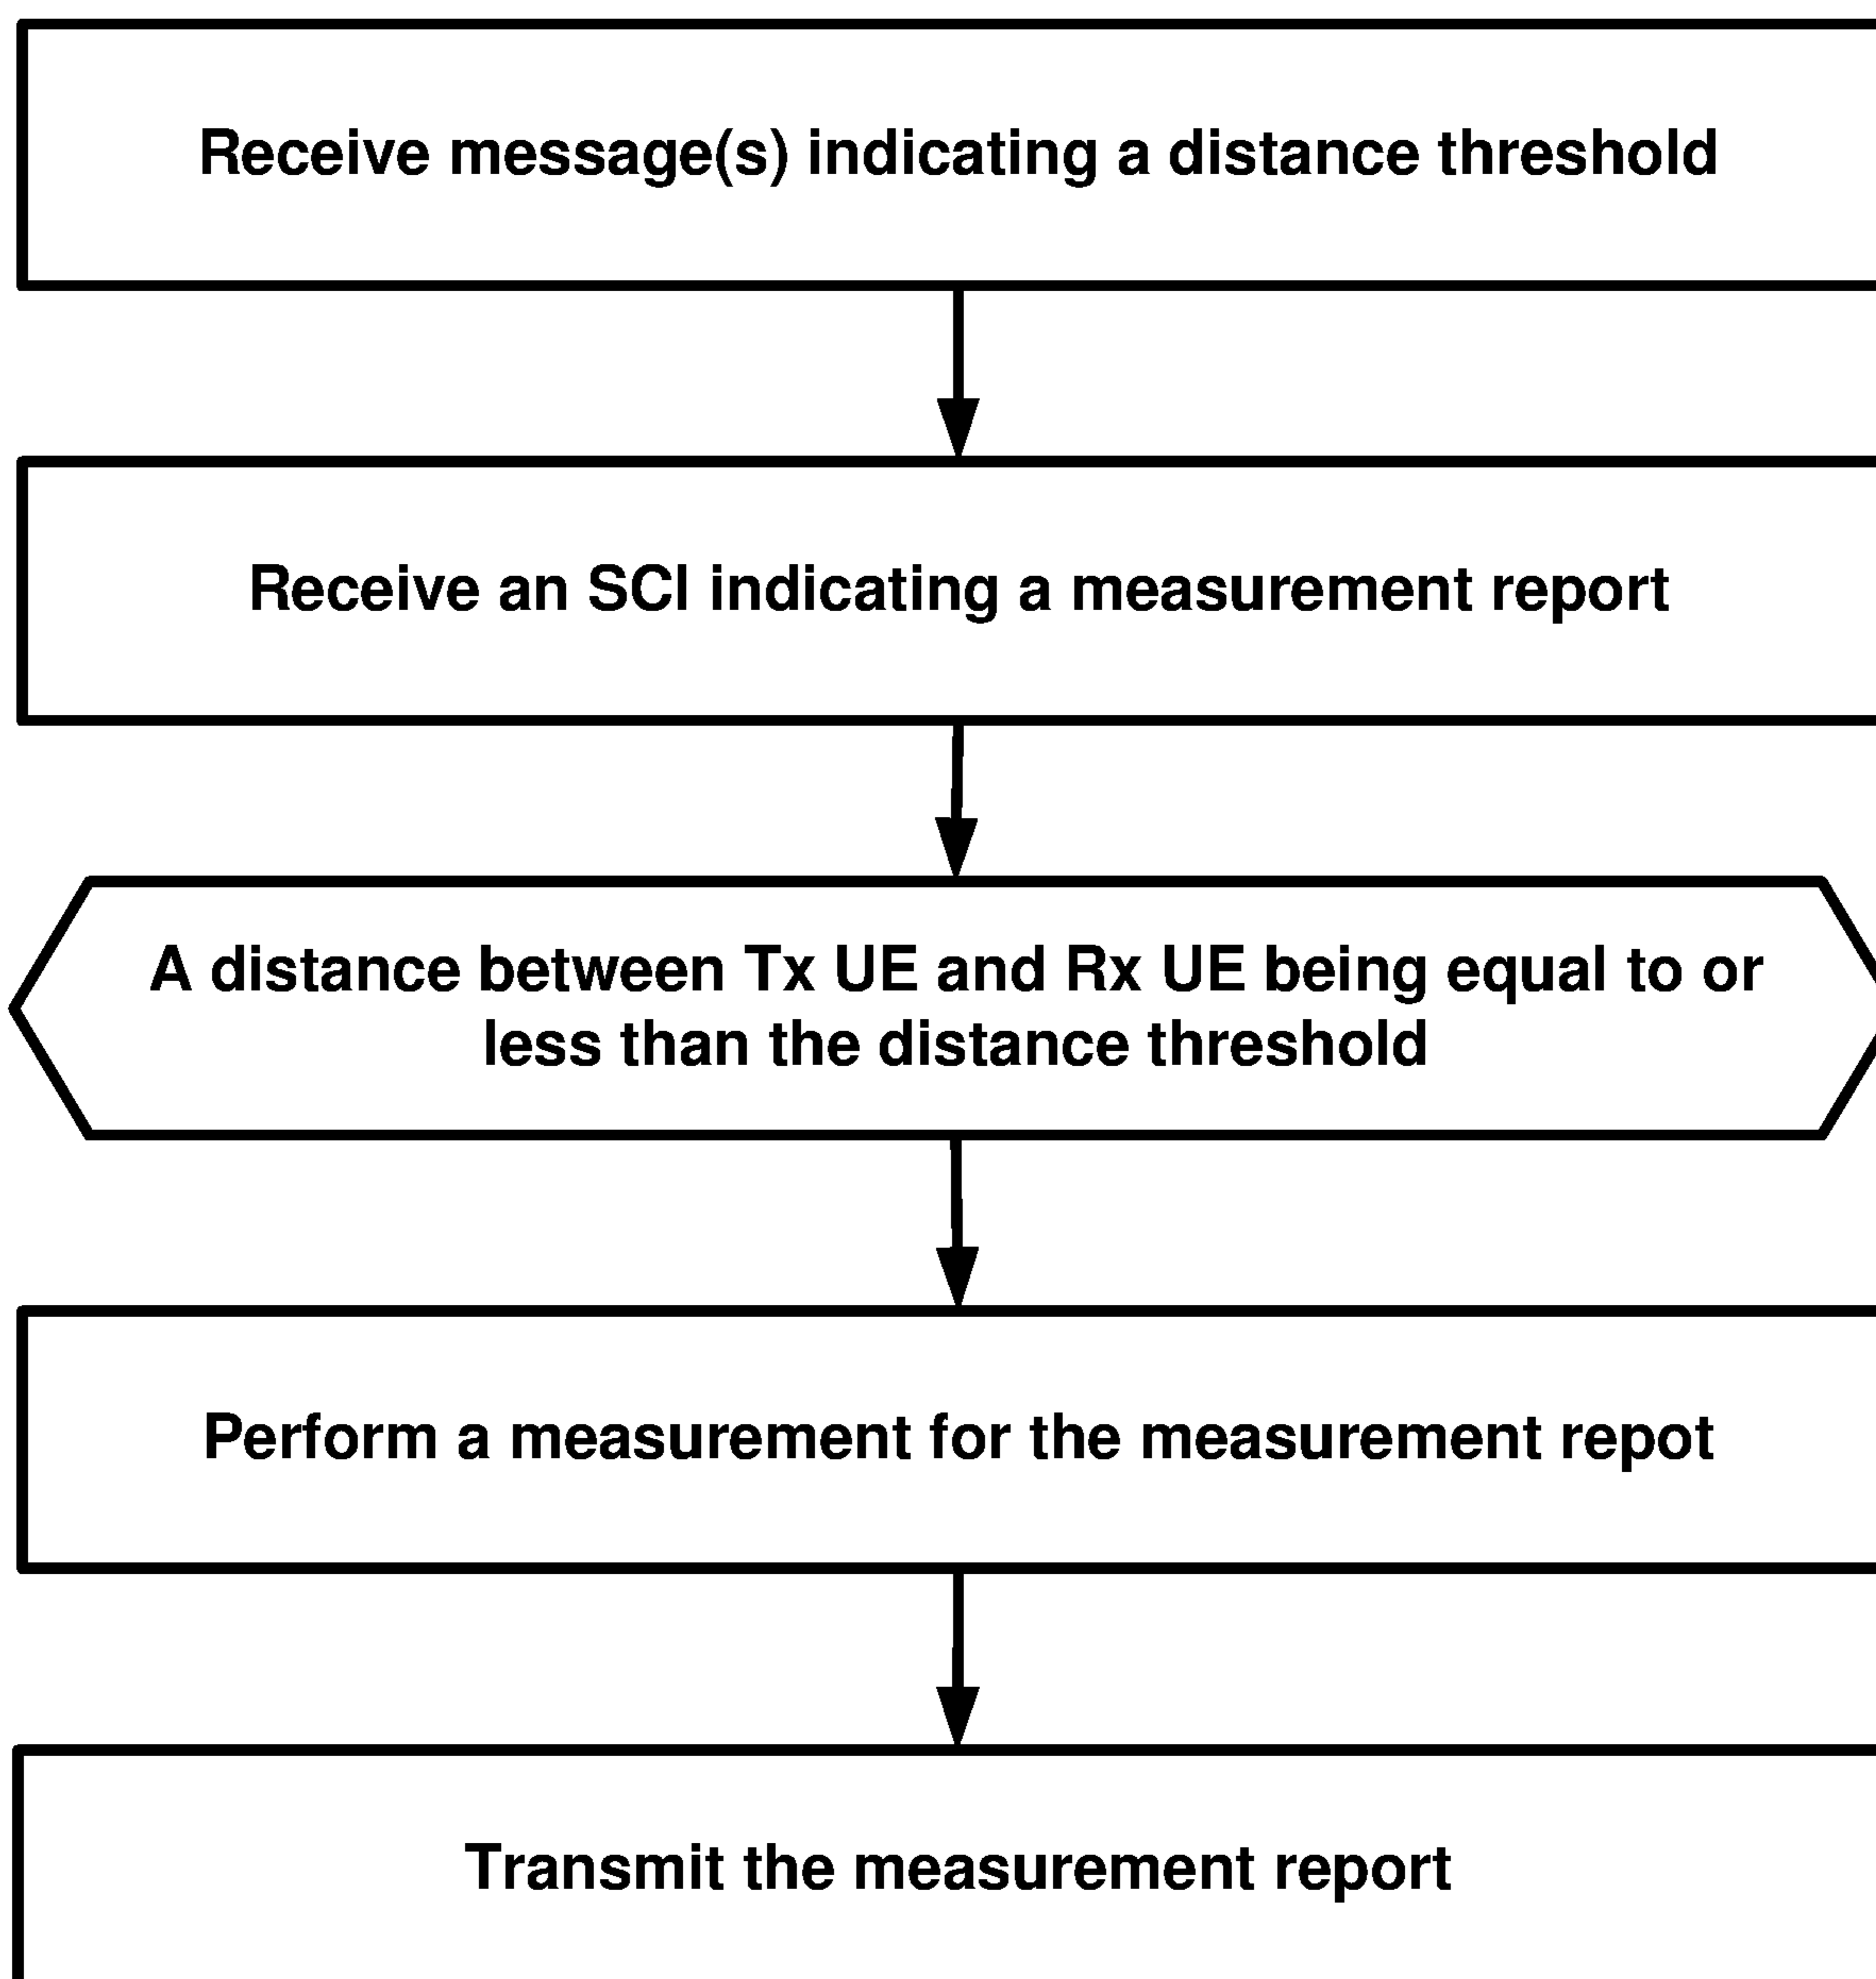 Receive message(s) indicating a distance threshold
Receive an SCI indicating a measurement report
A distance between Tx UE and Rx UE being equal to or
less than the distance threshold
Perform a measurement for the measurement repot
Transmit the measurement report